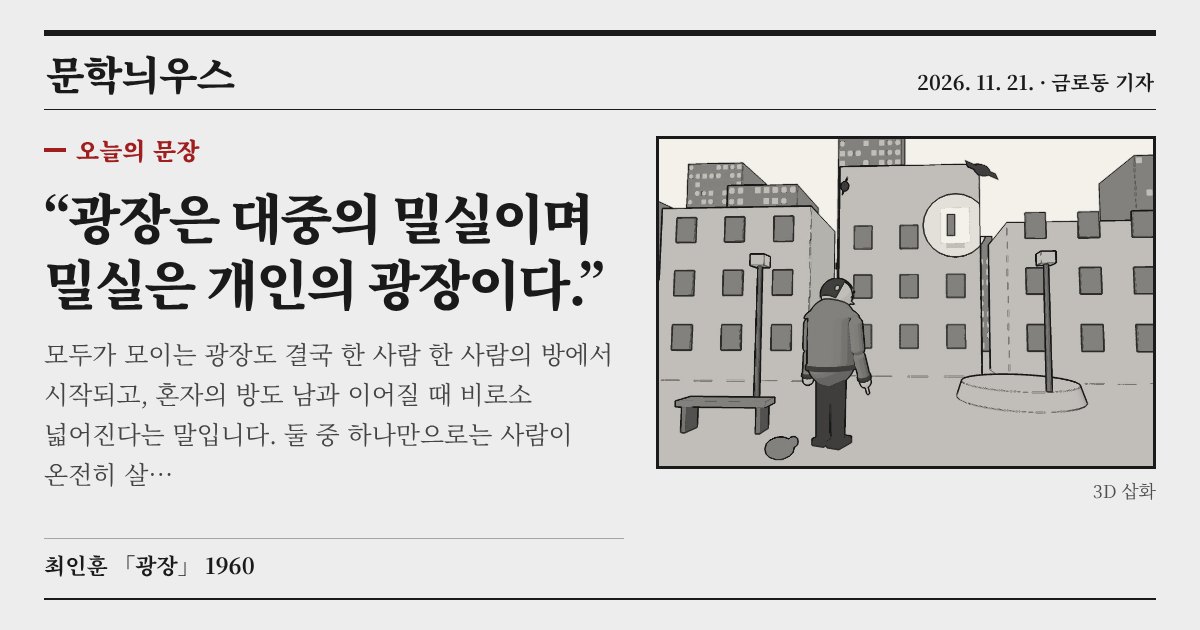 문학늬우스
2026. 11. 21. · 금로동 기자
오늘의 문장
“광장은 대중의 밀실이며
밀실은 개인의 광장이다.”
모두가 모이는 광장도 결국 한 사람 한 사람의 방에서
시작되고, 혼자의 방도 남과 이어질 때 비로소
넓어진다는 말입니다. 둘 중 하나만으로는 사람이
온전히 살…
3D 삽화
최인훈 「광장」 1960